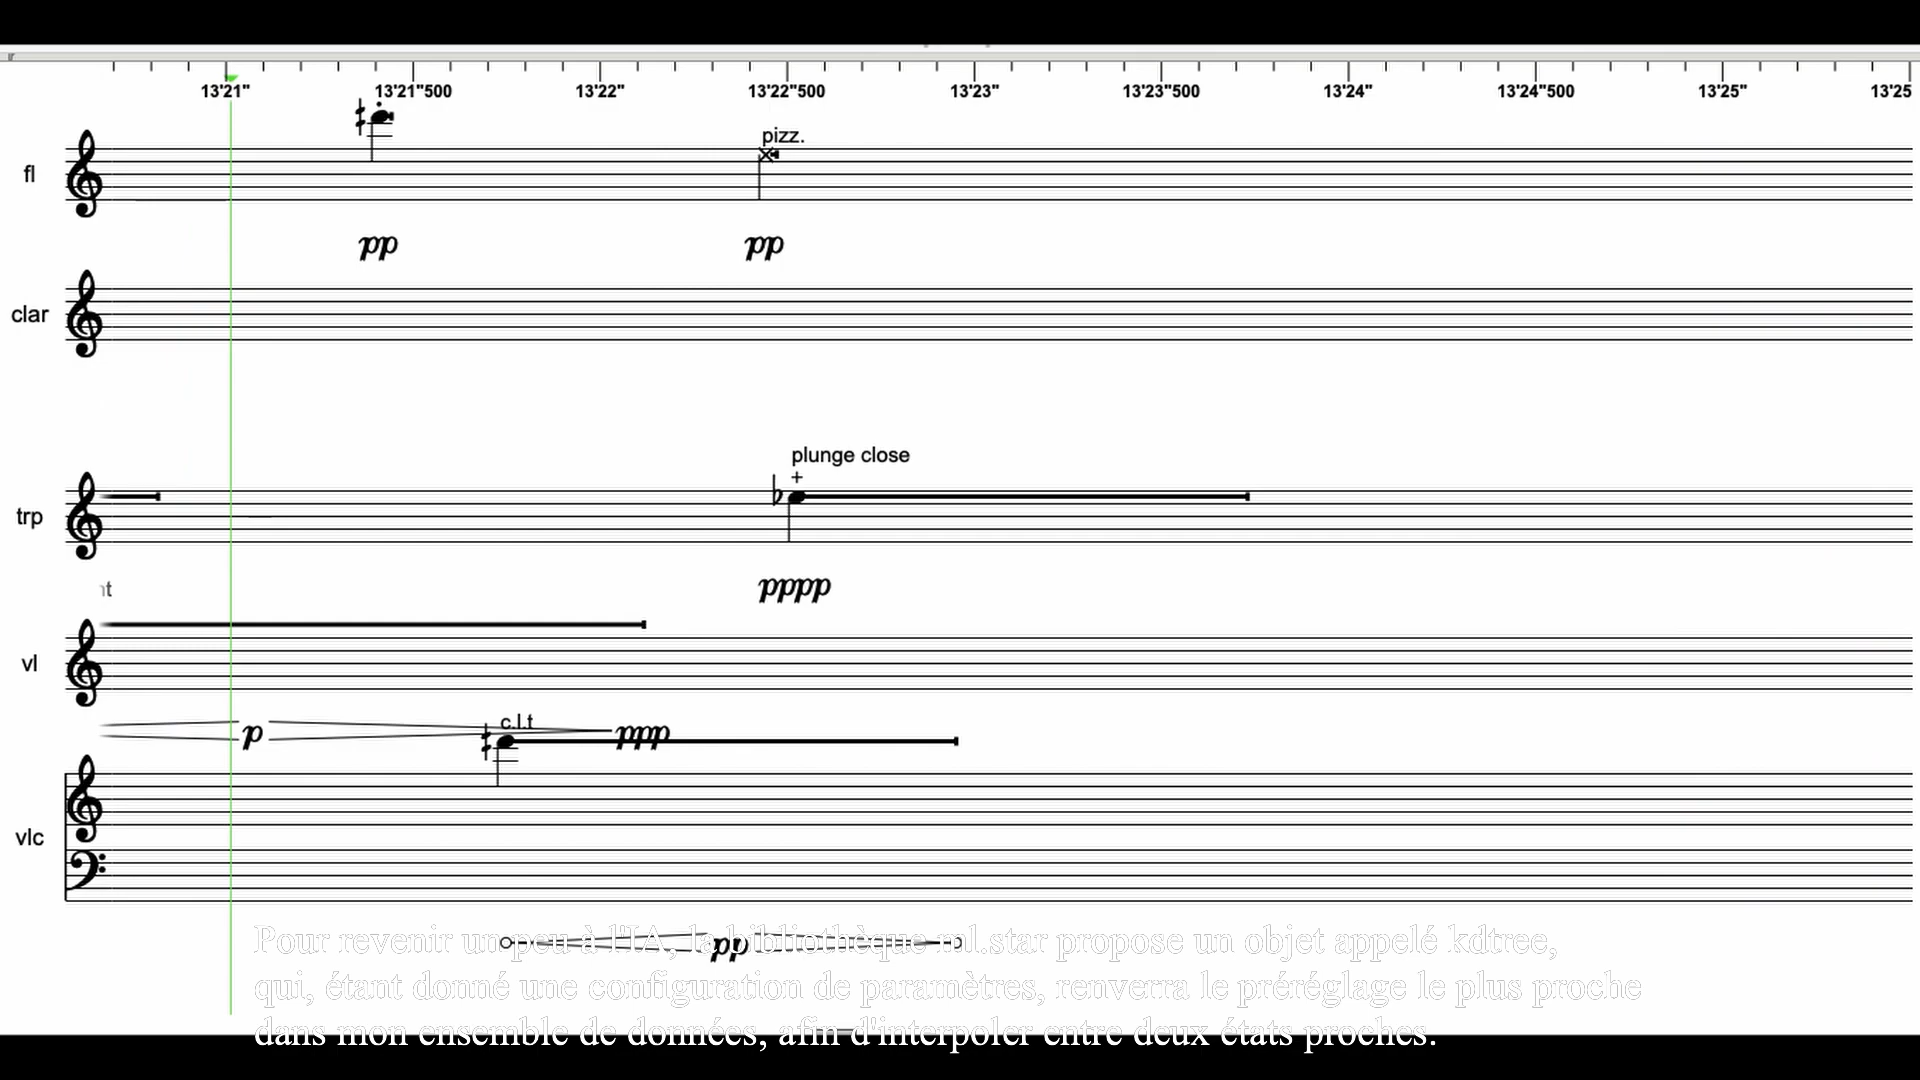 13'21" 13'21"500 13'22" 13'22"500 13'23" 13'23"500 13'24" 13'24"500 13'25" 13'25
pizz.
fl
pp pp
clar
plunge close
+
trp
pppp
vl
c.l.t
p ppp
vlc
pp
Pour revenir un peu à l'IA, la bibliothèque ml.star propose un objet appelé kdtree,
qui, étant donné une configuration de paramètres, renverra le préréglage le plus proche
dans mon ensemble de données, afin d'interpoler entre deux états proches.